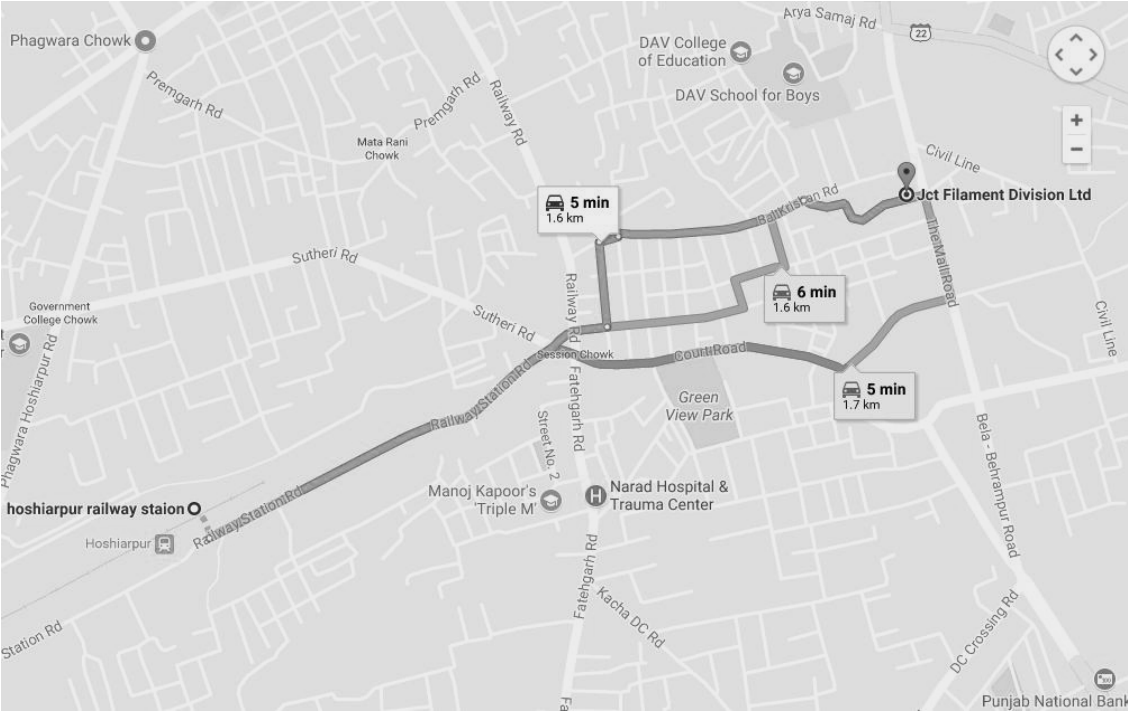 Arya Samaj Rd
22
Phagwara Chowk
DAV College
of Education
DAV School for Boys
Premgarh Rd
Premgarh Rd
Railway Rd
Mata Rani
Chowk
Civil Line
+
−
5 min
1.6 km
Bal Krishan Rd
Jct Filament Division Ltd
The Mall Road
Sutheri Rd
Railway Rd
6 min
1.6 km
Government
College Chowk
Sutheri Rd
Civil Line
Session Chowk
Court Road
Phagwara Hoshiarpur Rd
Railway Station Rd
Fatehgarh Rd
5 min
1.7 km
Green
View Park
Street No. 2
Bela - Behrampur Road
Manoj Kapoor's
'Triple M'
H
Narad Hospital &
Trauma Center
hoshiarpur railway staion
Railway Station Rd
Hoshiarpur
Fatehgarh Rd
Kacha DC Rd
Station Rd
DC Crossing Rd
Fa
Punjab National Bank